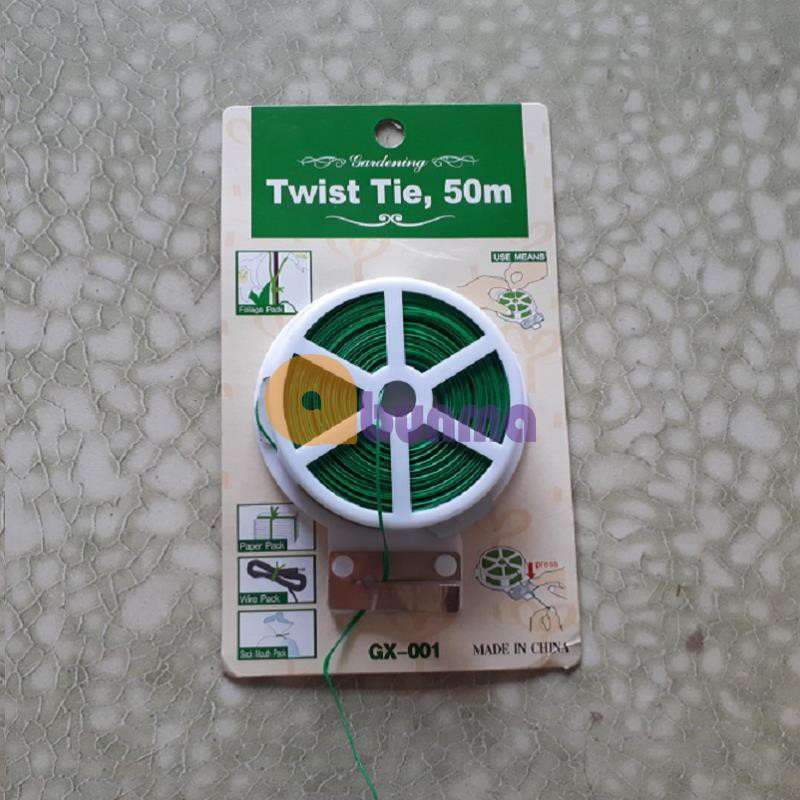 Gardening
Twist Tie, 50m
USE MEANS
Foliage Pack
abuama
Paper Pack
Wire Pack
press
Sack Mouth Pack
GX-001
MADE IN CHINA